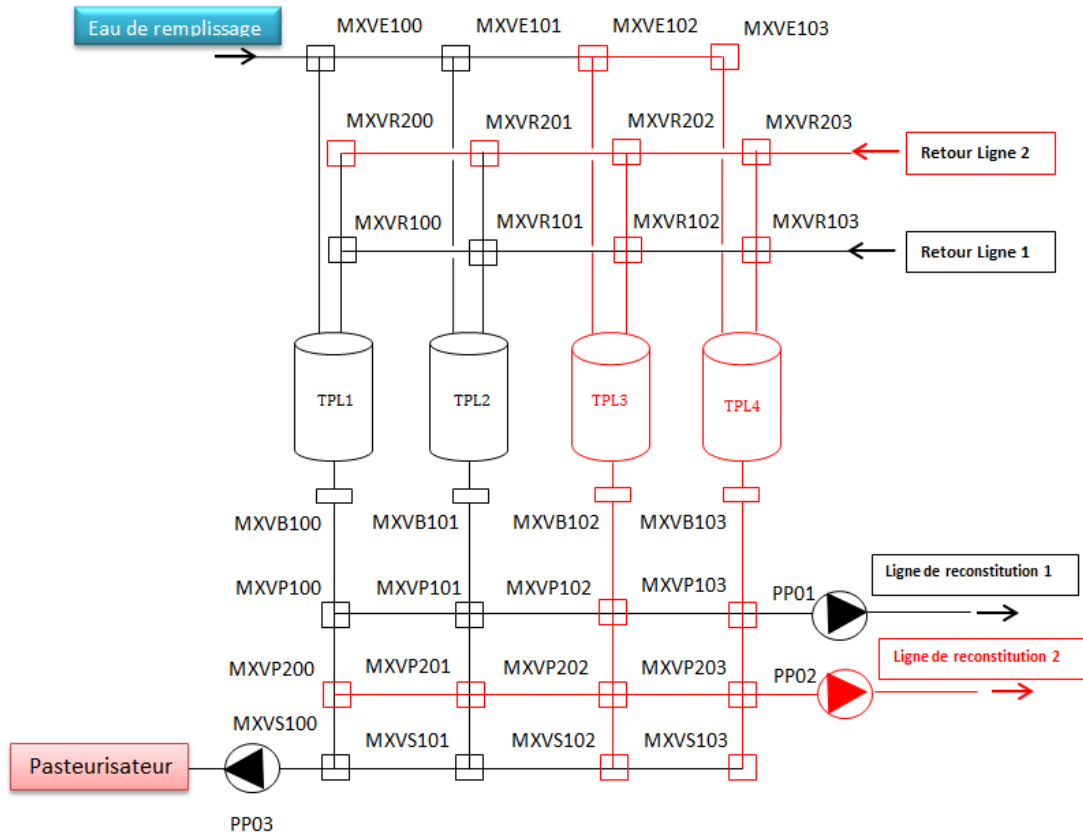 Eau de remplissage
MXVE100
MXVE101
MXVE102
MXVE103
MXVR200
MXVR201
MXVR202
MXVR203
Retour Ligne 2
MXVR100
MXVR101
MXVR102
MXVR103
Retour Ligne 1
TPL1
TPL2
TPL3
TPL4
MXVB100
MXVB101
MXVB102
MXVB103
MXVP100
MXVP101
MXVP102
MXVP103
PP01
Ligne de reconstitution 1
MXVP200
MXVP201
MXVP202
MXVP203
PP02
Ligne de reconstitution 2
MXVS100
MXVS101
MXVS102
MXVS103
Pasteurisateur
PP03